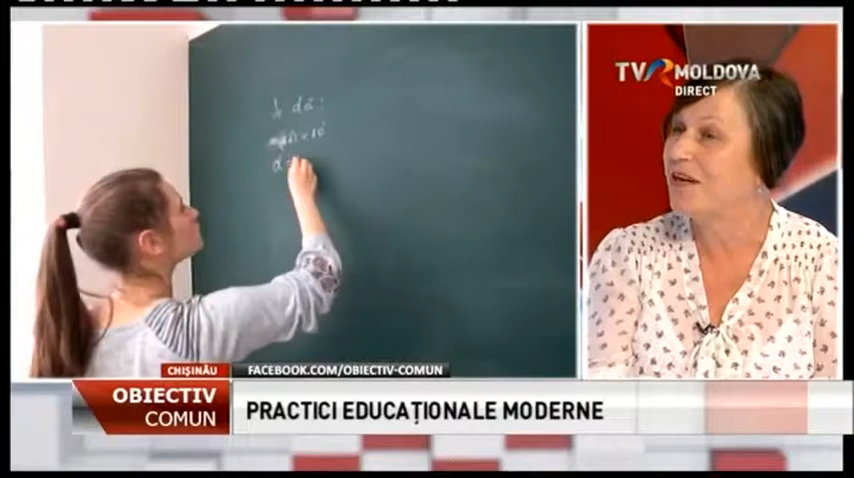 TVR MOLDOVA
DIRECT
CHIȘINĂU
FACEBOOK.COM/OBIECTIV-COMUN
OBIECTIV
COMUN
PRACTICI EDUCAȚIONALE MODERNE